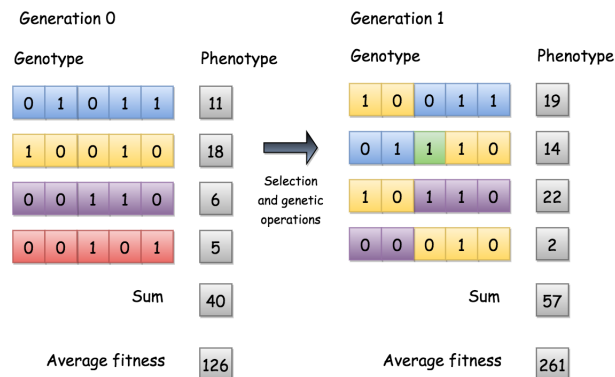 Generation 0
Generation 1
Genotype Phenotype
Genotype Phenotype
0 1 0 1 1 11
1 0 0 1 0 18
0 0 1 1 0 6
0 0 1 0 1 5
Sum 40
Average fitness 126
Selection
and genetic
operations
1 0 0 1 1 19
0 1 1 1 0 14
1 0 1 1 0 22
0 0 0 1 0 2
Sum 57
Average fitness 261